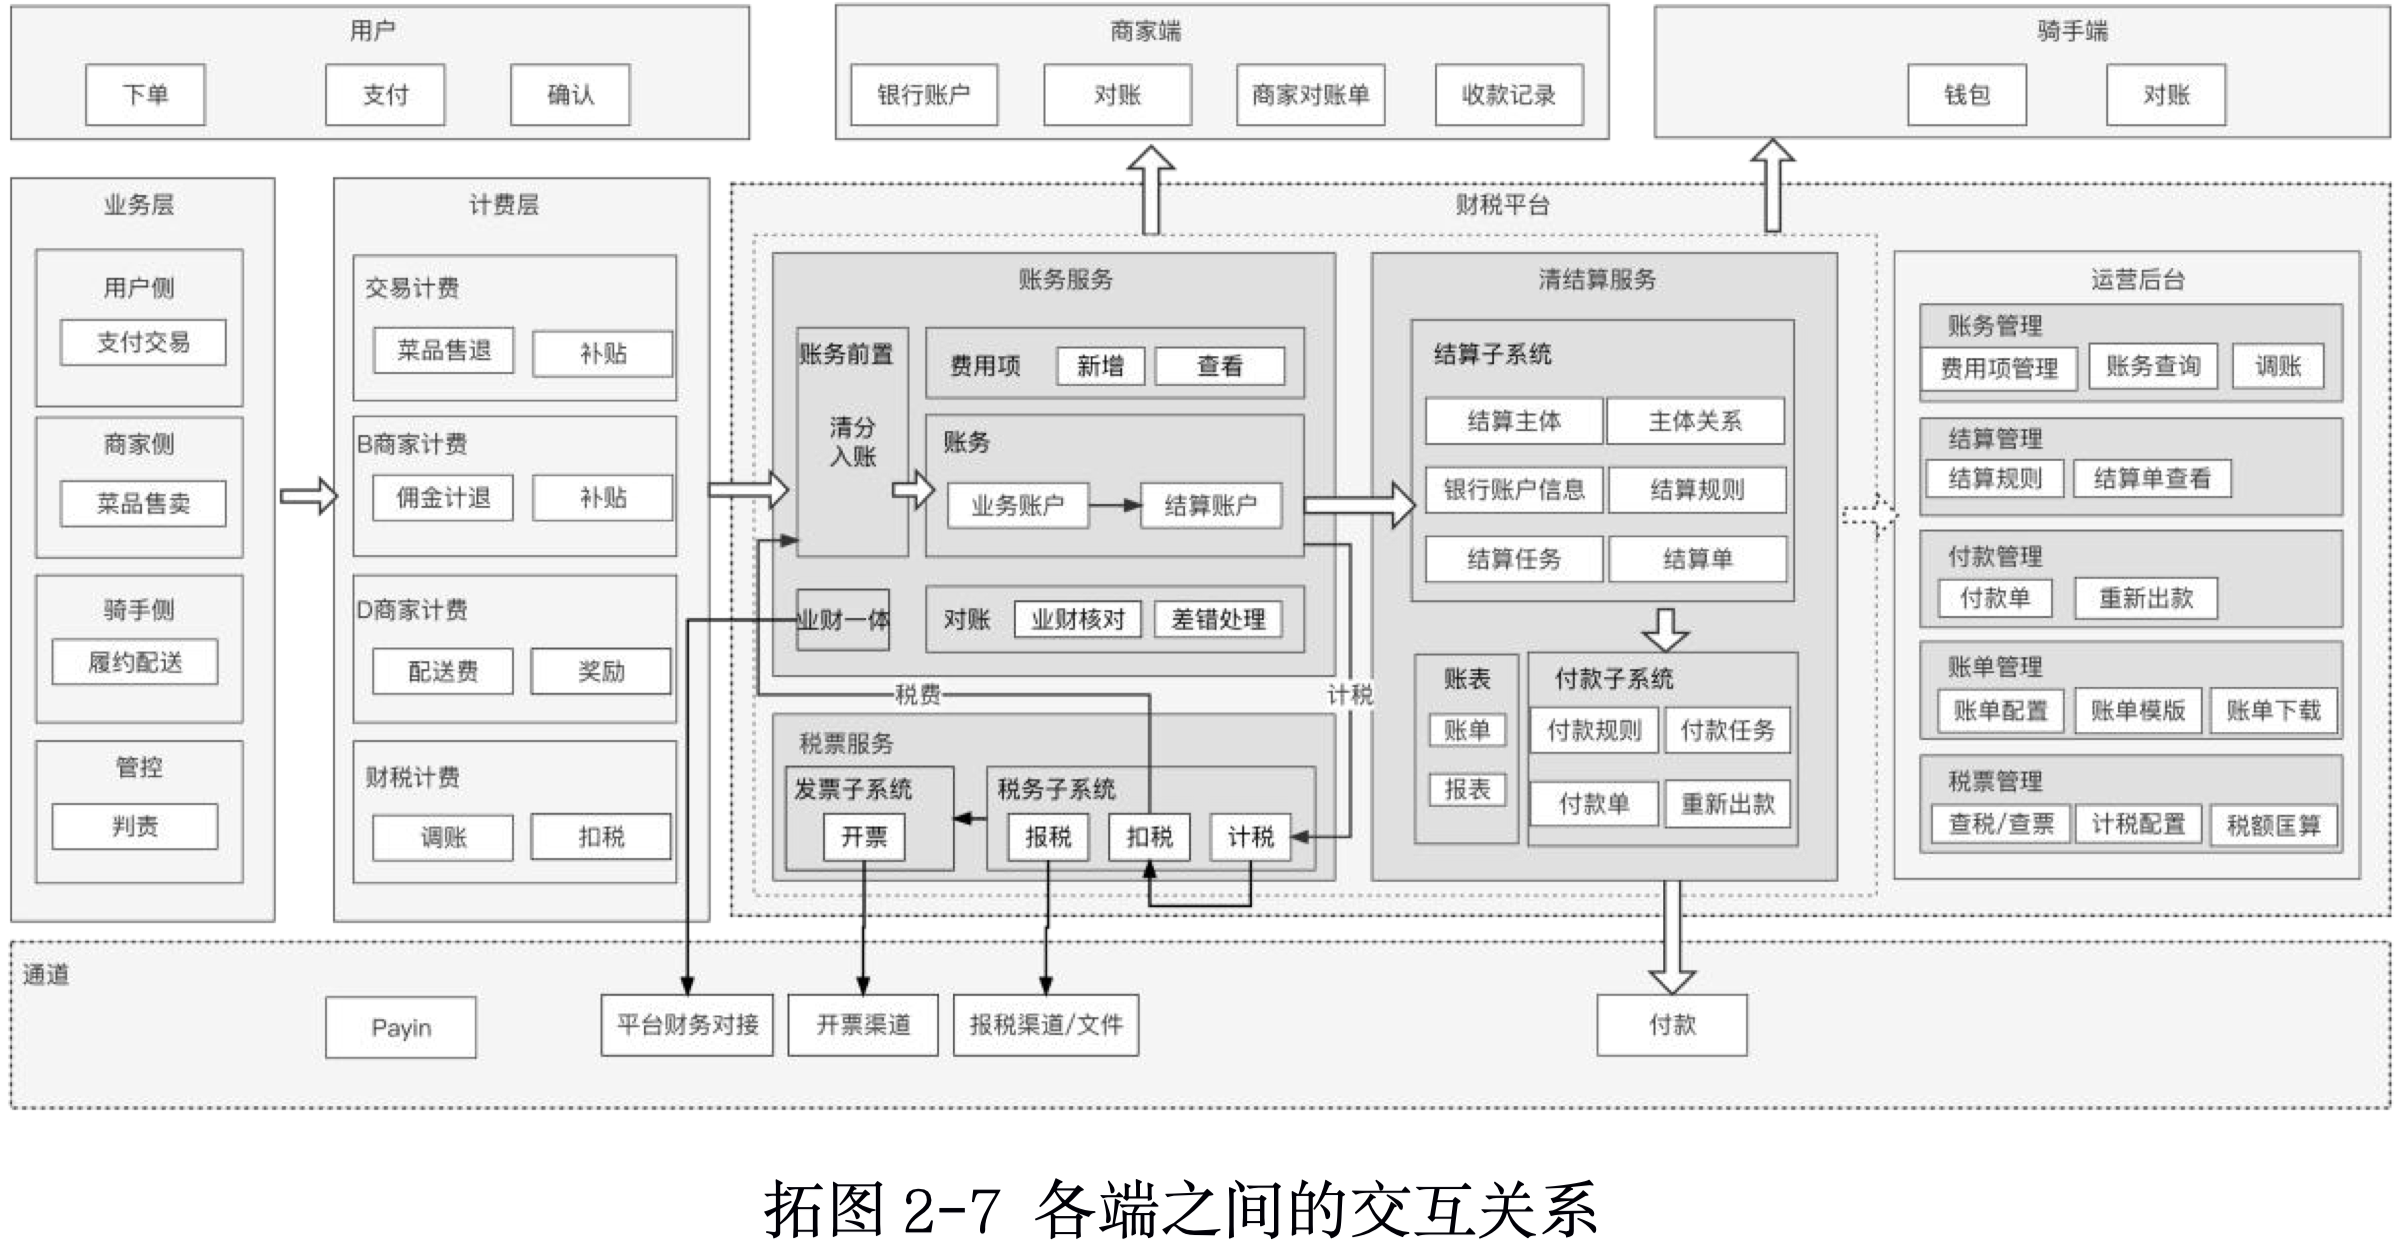 用户
下单
支付
确认
商家端
银行账户
对账
商家对账单
收款记录
骑手端
钱包
对账
业务层
用户侧
支付交易
商家侧
菜品售卖
骑手侧
履约配送
管控
判责
计费层
交易计费
菜品售退
补贴
B商家计费
佣金计退
补贴
D商家计费
配送费
奖励
财税计费
调账
扣税
财税平台
账务服务
账务前置
清分
入账
费用项
新增
查看
账务
业务账户
结算账户
业财一体
对账
业财核对
差错处理
税费
计税
税票服务
发票子系统
开票
税务子系统
报税
扣税
计税
清结算服务
结算子系统
结算主体
主体关系
银行账户信息
结算规则
结算任务
结算单
账表
账单
报表
付款子系统
付款规则
付款任务
付款单
重新出款
运营后台
账务管理
费用项管理
账务查询
调账
结算管理
结算规则
结算单查看
付款管理
付款单
重新出款
账单管理
账单配置
账单模版
账单下载
税票管理
查税/查票
计税配置
税额匡算
通道
Payin
平台财务对接
开票渠道
报税渠道/文件
付款
拓图 2-7 各端之间的交互关系